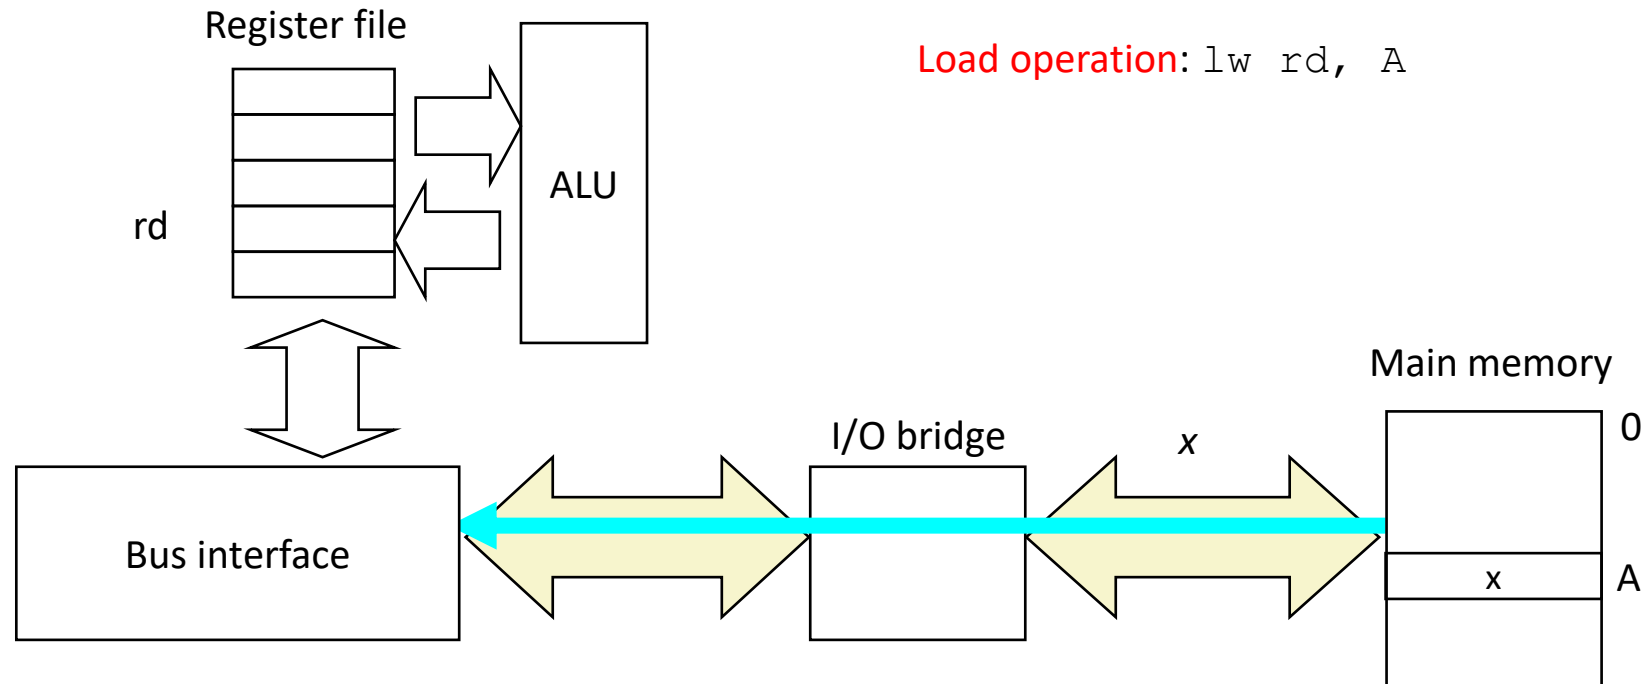 Register file
Load operation: lw rd, A
ALU
rd
Main memory
0
I/O bridge
x
Bus interface
x
A